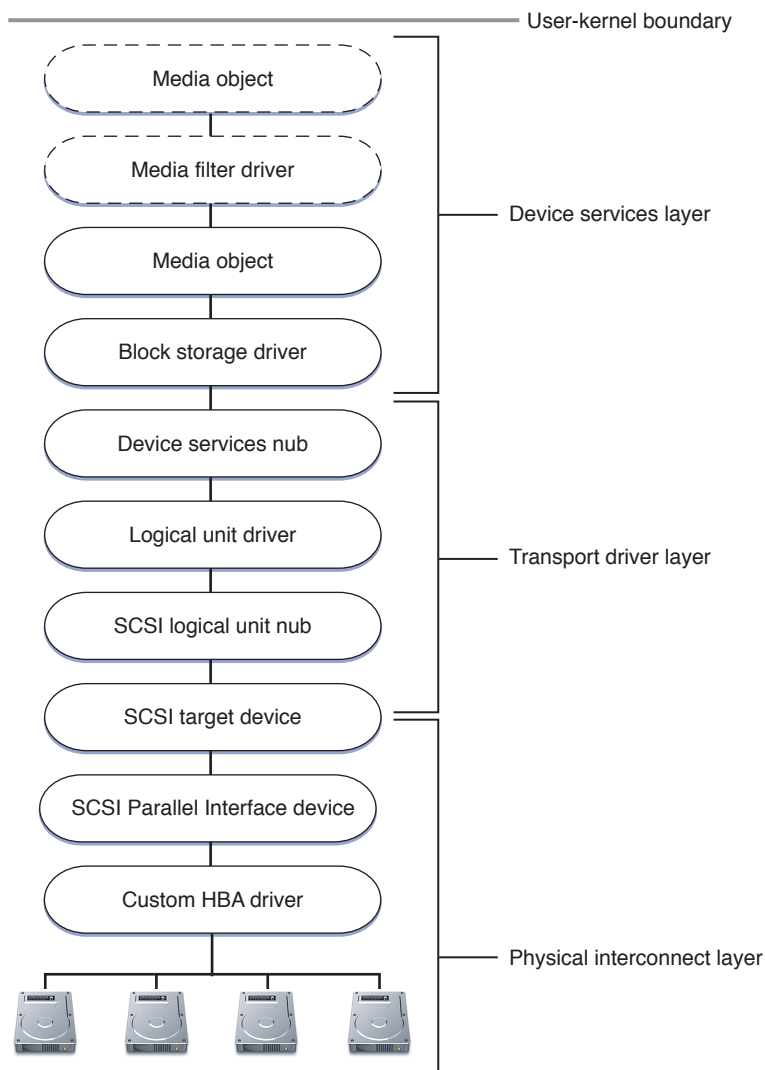 User-kernel boundary
Media object
Media filter driver
Device services layer
Media object
Block storage driver
Device services nub
Logical unit driver
Transport driver layer
SCSI logical unit nub
SCSI target device
SCSI Parallel Interface device
Custom HBA driver
Physical interconnect layer